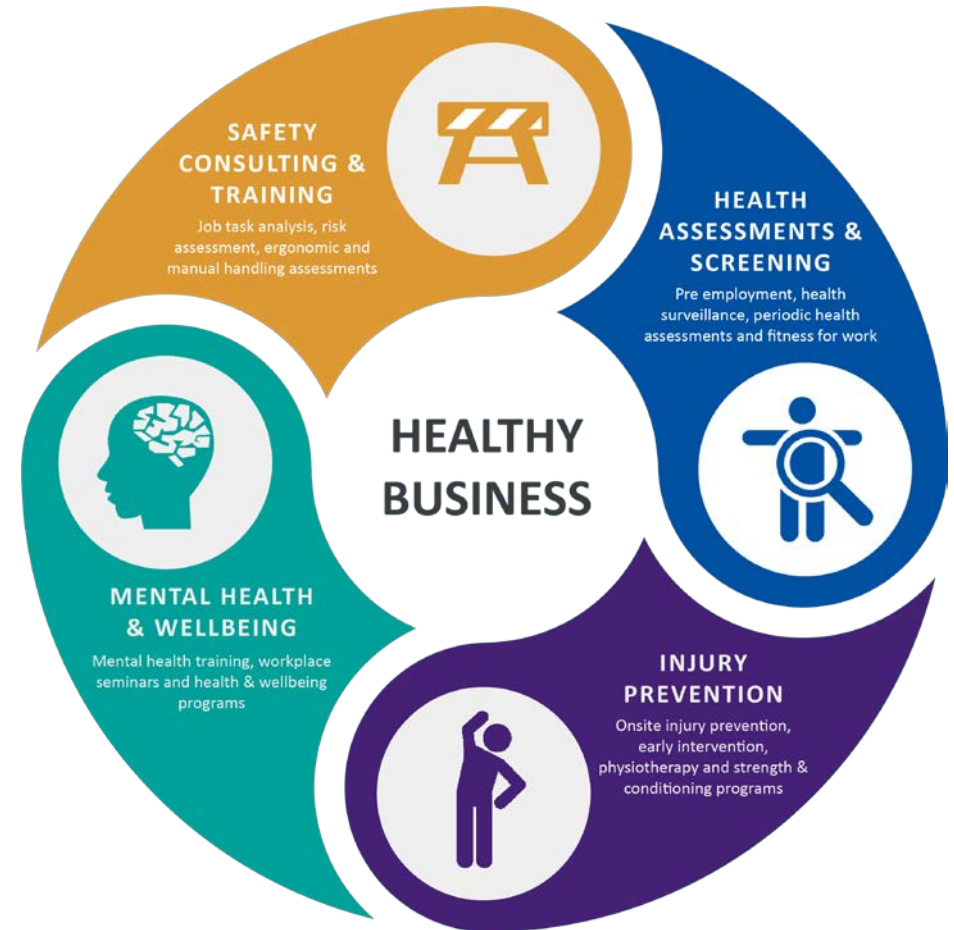 SAFETY
CONSULTING &
TRAINING
Job task analysis, risk
assessment, ergonomic and
manual handling assessments
HEALTH
ASSESSMENTS &
SCREENING
Pre employment, health
surveillance, periodic health
assessments and fitness for work
HEALTHY
BUSINESS
MENTAL HEALTH
& WELLBEING
Mental health training, workplace
seminars and health & wellbeing
programs
INJURY
PREVENTION
Onsite injury prevention,
early intervention,
physiotherapy and strength &
conditioning programs